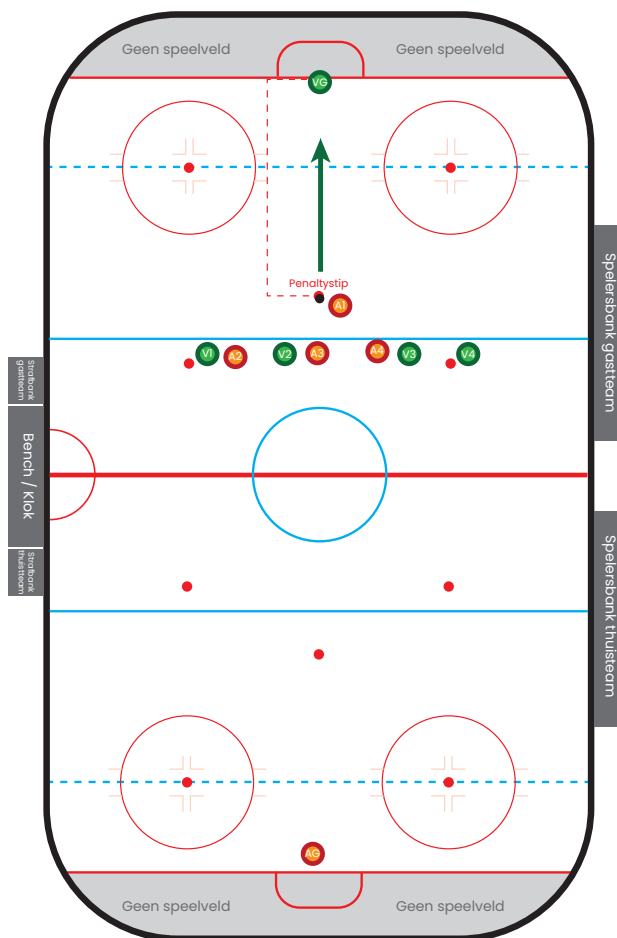 Geen speelveld
Geen speelveld
VG
Penaltystip
A1
V1
A2
V2
A3
A4
V3
V4
Spelersbank gastteam
Strafbank
gastteam
Bench / Klok
Strafbank
thuistteam
Spelersbank thuisteam
AG
Geen speelveld
Geen speelveld